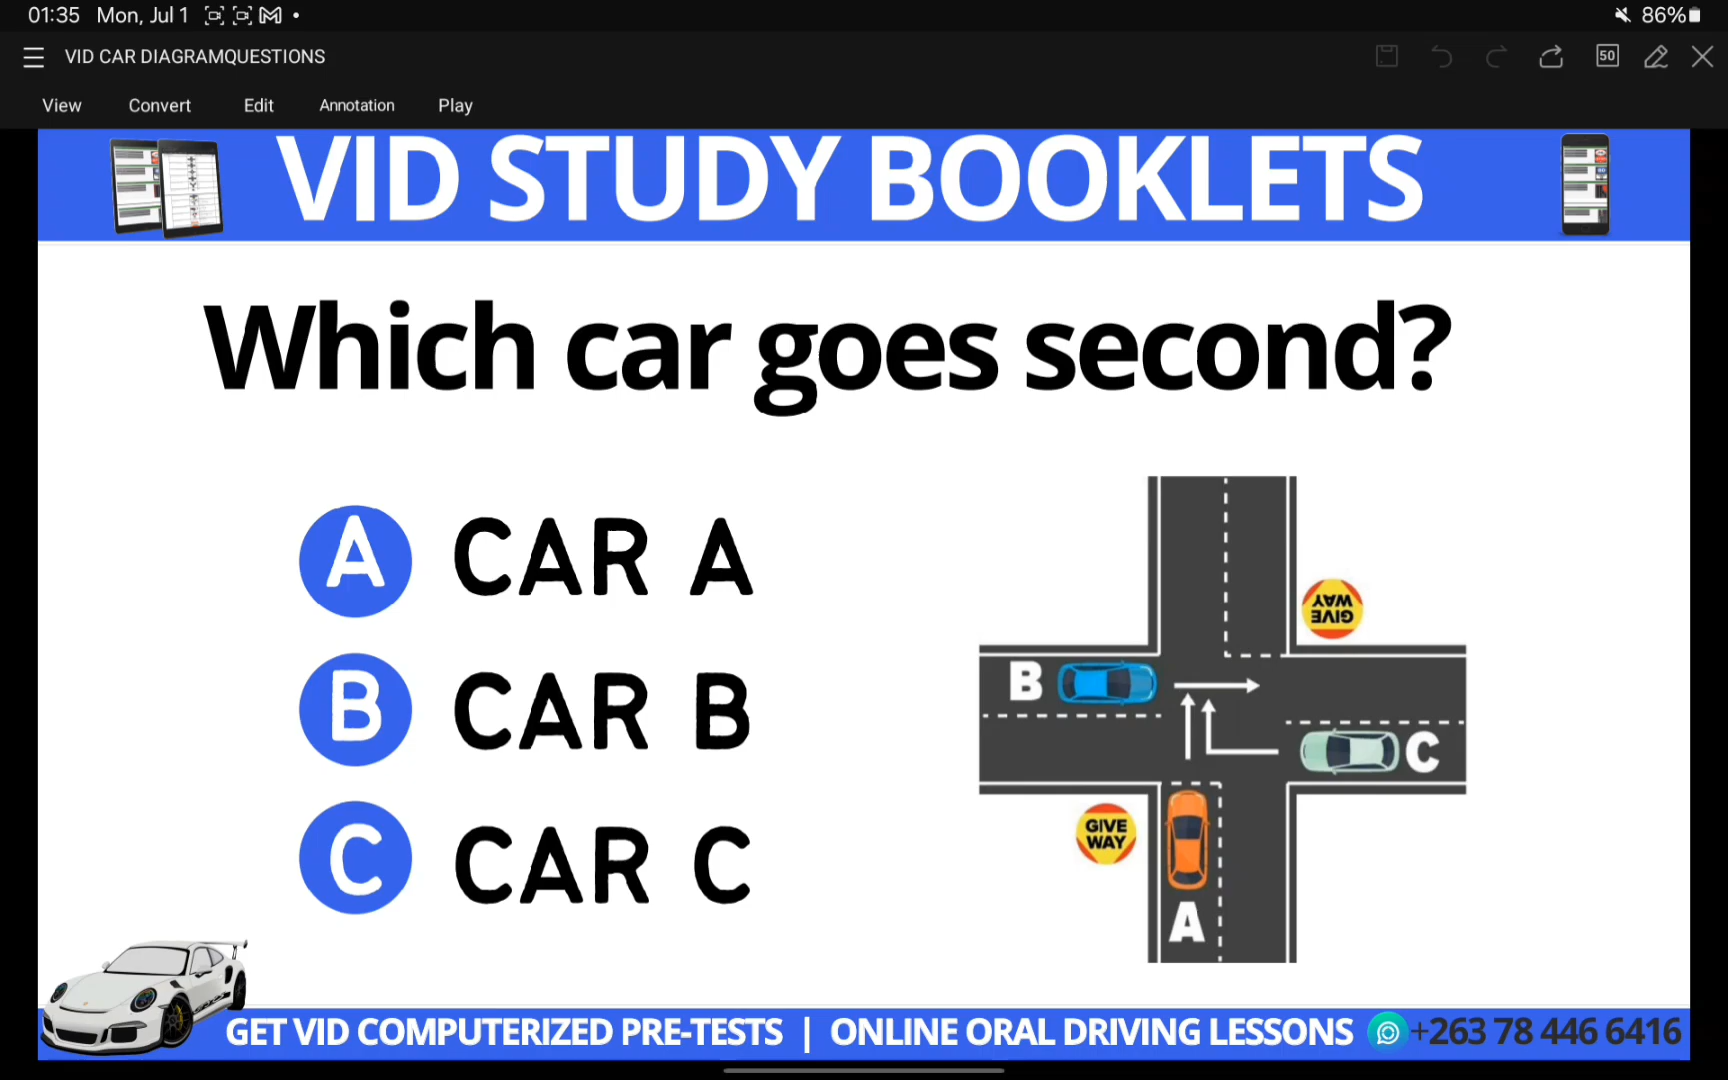 01:35 Mon, Jul 1 86%
VID CAR DIAGRAMQUESTIONS
50
View Convert Edit Annotation Play
VID STUDY BOOKLETS
Which car goes second?
A CAR A
B CAR B
C CAR C
GIVE WAY
B
C
GIVE WAY
A
GET VID COMPUTERIZED PRE-TESTS | ONLINE ORAL DRIVING LESSONS +263 78 446 6416